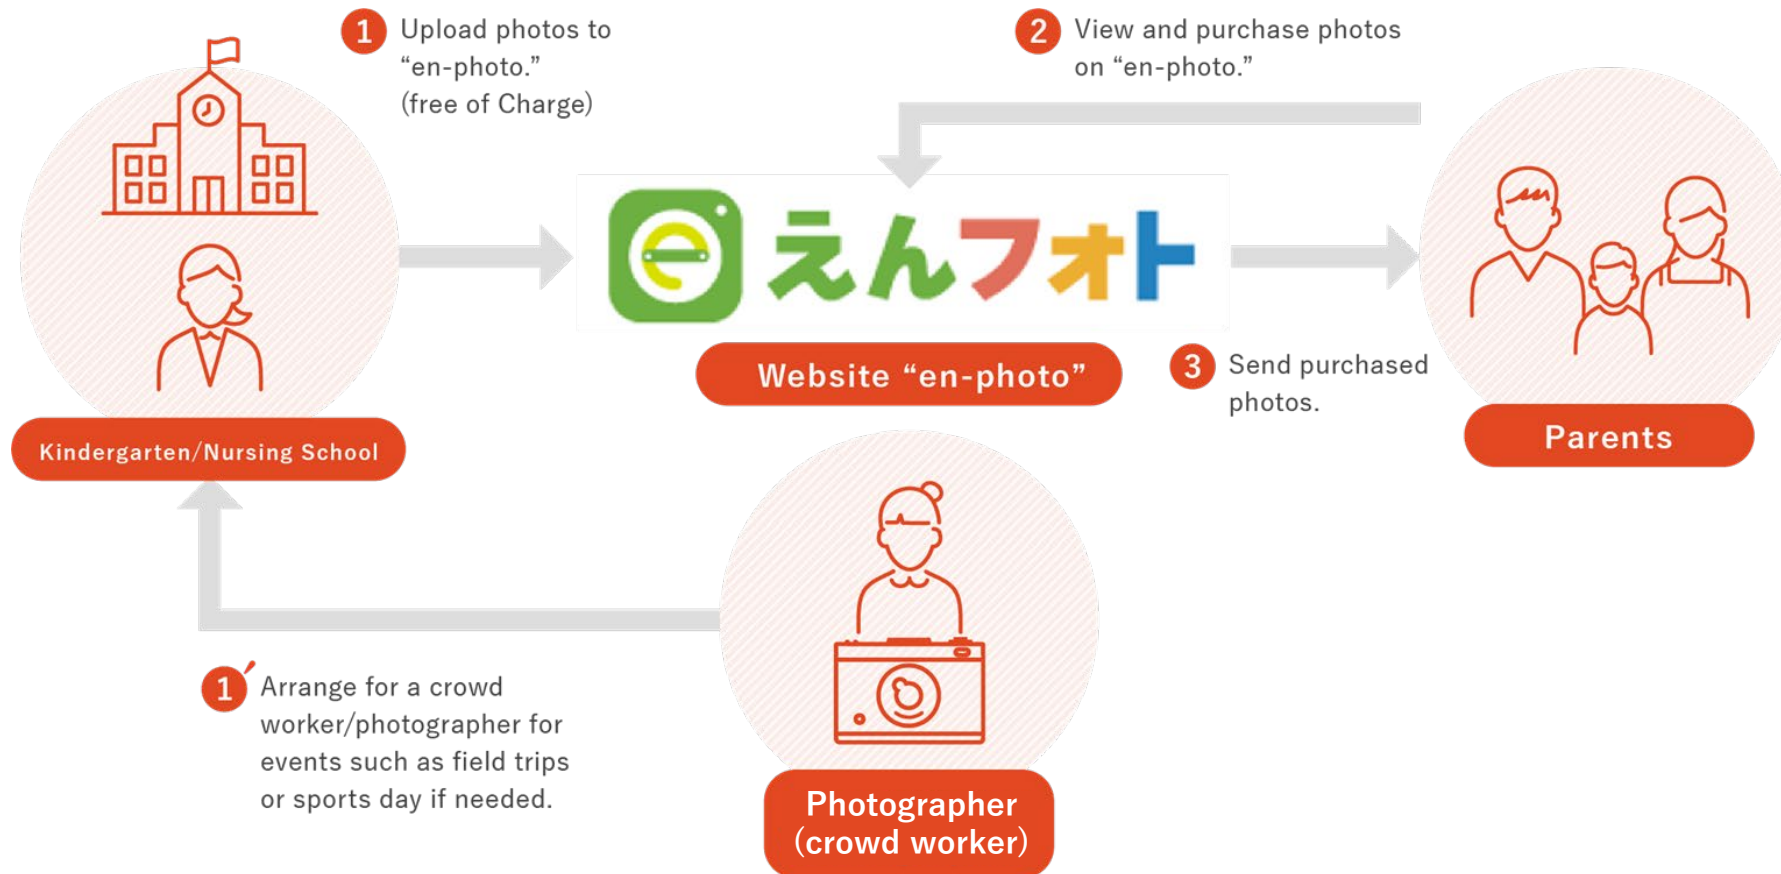 1 Upload photos to
“en-photo.”
(free of Charge)
2 View and purchase photos
on “en-photo.”
e えんフォト
Website “en-photo”
3 Send purchased
photos.
Kindergarten/Nursing School
Parents
1′ Arrange for a crowd
worker/photographer for
events such as field trips
or sports day if needed.
Photographer
(crowd worker)